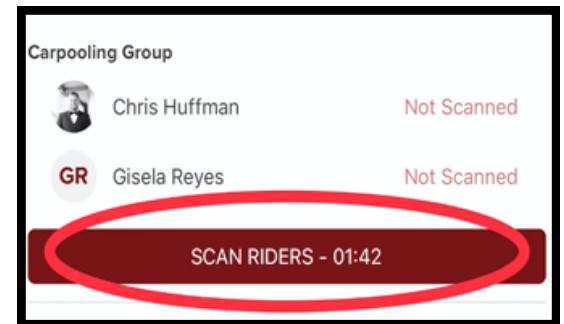 Carpooling Group
Chris Huffman Not Scanned
GR Gisela Reyes Not Scanned
SCAN RIDERS - 01:42